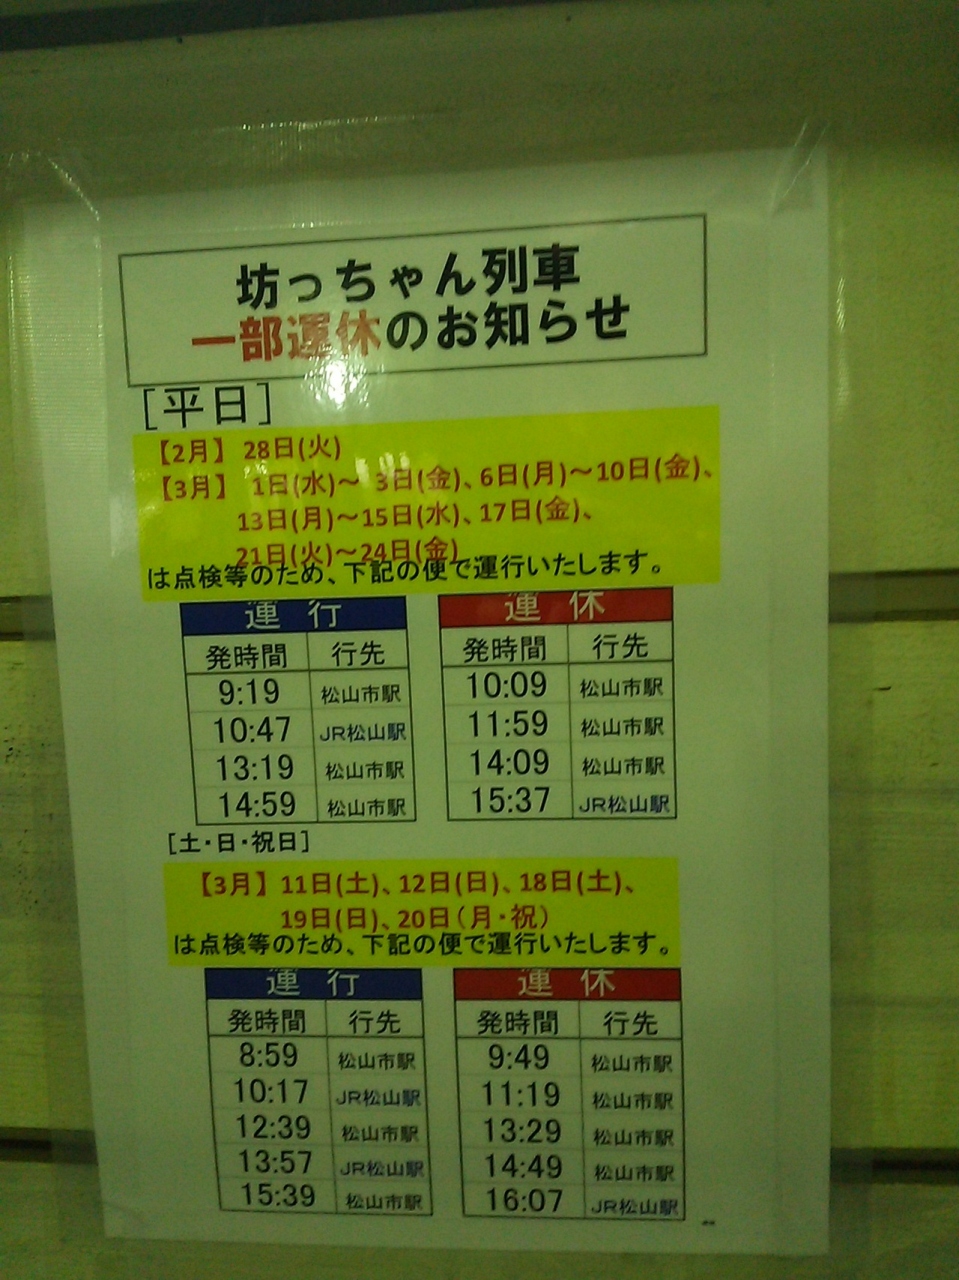 坊っちゃん列車
一部運休のお知らせ
[平日]
【2月】 28日(火)
【3月】 1日(水)～ 3日(金)、6日(月)～10日(金)、
13日(月)～15日(水)、17日(金)、
21日(火)～24日(金)
は点検等のため、下記の便で運行いたします。
運 行
発時間 行先
9:19 松山市駅
10:47 JR松山駅
13:19 松山市駅
14:59 松山市駅
運 休
発時間 行先
10:09 松山市駅
11:59 松山市駅
14:09 松山市駅
15:37 JR松山駅
[土・日・祝日]
【3月】11日(土)、12日(日)、18日(土)、
19日(日)、20日(月・祝)
は点検等のため、下記の便で運行いたします。
運 行
発時間 行先
8:59 松山市駅
10:17 JR松山駅
12:39 松山市駅
13:57 JR松山駅
15:39 松山市駅
運 休
発時間 行先
9:49 松山市駅
11:19 松山市駅
13:29 松山市駅
14:49 松山市駅
16:07 JR松山駅